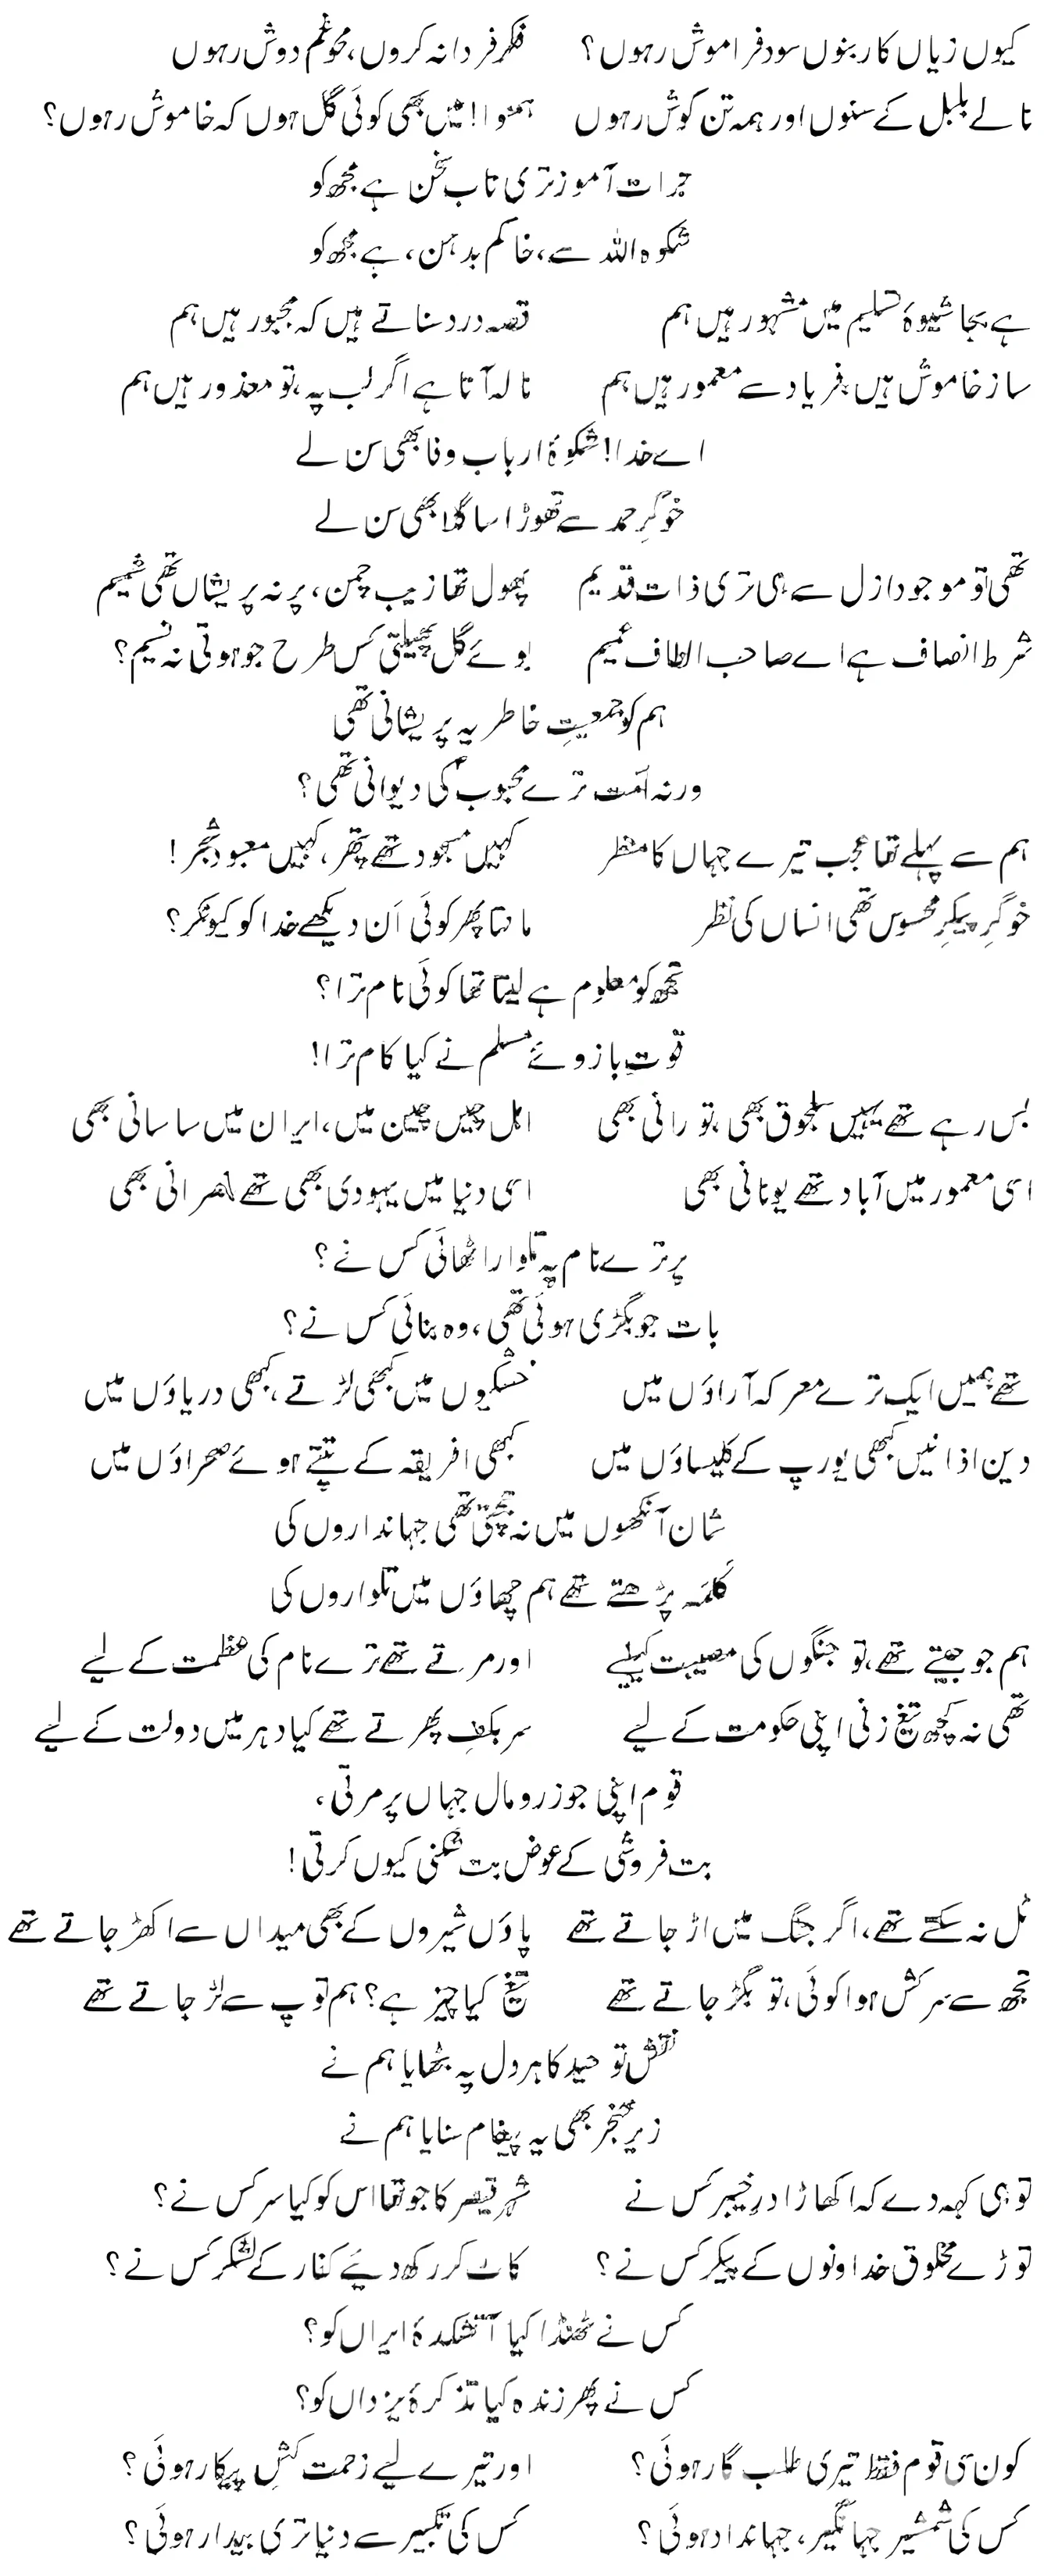 کیوں زیاں کار بنوں سود فراموش رہوں؟ فکر فردا نہ کروں، محوِ غم دوش رہوں
نالے بلبل کے سنوں اور ہمہ تن گوش رہوں ہمنوا! میں بھی کوئی گل ہوں کہ خاموش رہوں؟
جرات آموز تری تاب سخن ہے مجھ کو
شکوہ اللہ سے، خاکم بدہن، ہے مجھ کو
ہے بجا شیوۂ تسلیم میں مشہور ہیں ہم قصہ درد سناتے ہیں کہ مجبور ہیں ہم
ساز خاموش ہیں، فریاد سے معمور ہیں ہم نالہ آتا ہے اگر لب پہ، تو معذور ہیں ہم
اے خدا! شکوۂ ارباب وفا بھی سن لے
خوگرِ حمد سے تھوڑا سا گلا بھی سن لے
تھی تو موجود ازل سے ہی تری ذات قدیم پھول تھا زیب چمن، پر نہ پریشاں تھی شمیم
شرط انصاف ہے اے صاحب الطاف عمیم بوئے گل پھیلتی کس طرح جو ہوتی نہ نسیم؟
ہم کو جمعیتِ خاطر یہ پریشانی تھی
ورنہ امت ترے محبوبؐ کی دیوانی تھی؟
ہم سے پہلے تھا عجب تیرے جہاں کا منظر کہیں مسجود تھے پتھر، کہیں معبود شجر!
خوگرِ پیکرِ محسوس تھی انساں کی نظر مانتا پھر کوئی اَن دیکھے خدا کو کیونکر؟
تجھ کو معلوم ہے لیتا تھا کوئی نام ترا؟
قوتِ بازوئے مسلم نے کیا کام ترا!
بس رہے تھے یہیں سلجوق بھی، تورانی بھی اہل چیں چین میں، ایران میں ساسانی بھی
اسی معمور میں آباد تھے یونانی بھی اسی دنیا میں یہودی بھی تھے نصرانی بھی
پر ترے نام پہ تلوار اٹھائی کس نے؟
بات جو بگڑی ہوئی تھی، وہ بنائی کس نے؟
تھے ہمیں ایک ترے معرکہ آراؤں میں خشکیوں میں کبھی لڑتے، کبھی دریاؤں میں
دیں اذانیں کبھی یورپ کے کلیساؤں میں کبھی افریقہ کے تپتے ہوئے صحراؤں میں
شان آنکھوں میں نہ جچتی تھی جہانداروں کی
کلمہ پڑھتے تھے ہم چھاؤں میں تلواروں کی
ہم جو جیتے تھے، تو جنگوں کی مصیبت کیلیے اور مرتے تھے ترے نام کی عظمت کے لیے
تھی نہ کچھ تیغ زنی اپنی حکومت کے لیے سر بکف پھرتے تھے کیا دہر میں دولت کے لیے
قوم اپنی جو زر و مال جہاں پر مرتی،
بت فروشی کے عوض بت شکنی کیوں کرتی!
ٹل نہ سکتے تھے، اگر جنگ میں اڑ جاتے تھے پاؤں شیروں کے بھی میداں سے اکھڑ جاتے تھے
تجھ سے سرکش ہوا کوئی، تو بگڑ جاتے تھے تیغ کیا چیز ہے؟ ہم توپ سے لڑ جاتے تھے
نقش توحید کا ہر دل پہ بٹھایا ہم نے
زیر خنجر بھی یہ پیغام سنایا ہم نے
تو ہی کہہ دے کہ اکھاڑا درِ خیبر کس نے شہر قیصر کا جو تھا اس کو کیا سر کس نے؟
توڑے مخلوق خداونوں کے پیکر کس نے؟ کاٹ کر رکھ دیئے کفار کے لشکر کس نے؟
کس نے ٹھنڈا کیا آتشکدۂ ایراں کو؟
کس نے پھر زندہ کیا تذکرۂ یزداں کو؟
کون سی قوم فقط تیری طلب گار ہوئی؟ اور تیرے لیے زحمت کشِ پیکار ہوئی؟
کس کی شمشیر جہانگیر، جہاندار ہوئی؟ کس کی تکبیر سے دنیا تری بیدار ہوئی؟